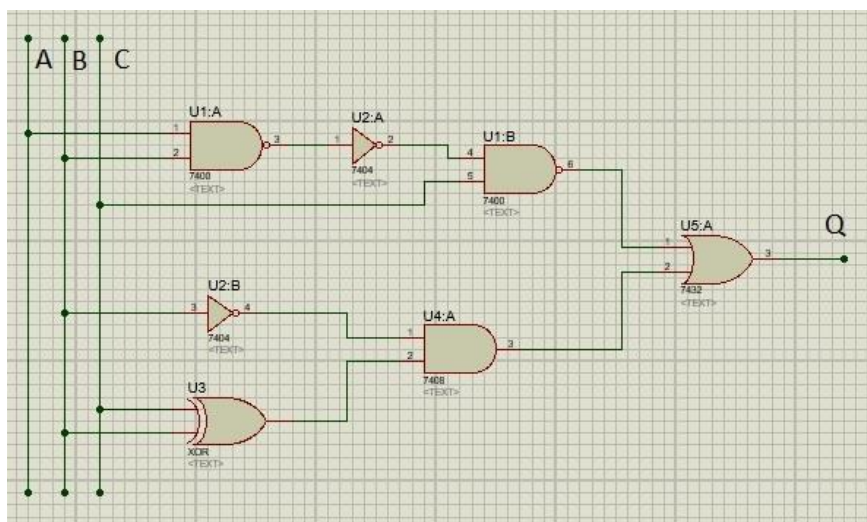 A B C
U1:A
1
2
3
7400
<TEXT>
U2:A
1
2
7404
<TEXT>
U1:B
4
5
6
7400
<TEXT>
U5:A
1
2
3
7432
<TEXT>
Q
U2:B
3
4
7404
<TEXT>
U4:A
1
2
3
7408
<TEXT>
U3
XOR
<TEXT>